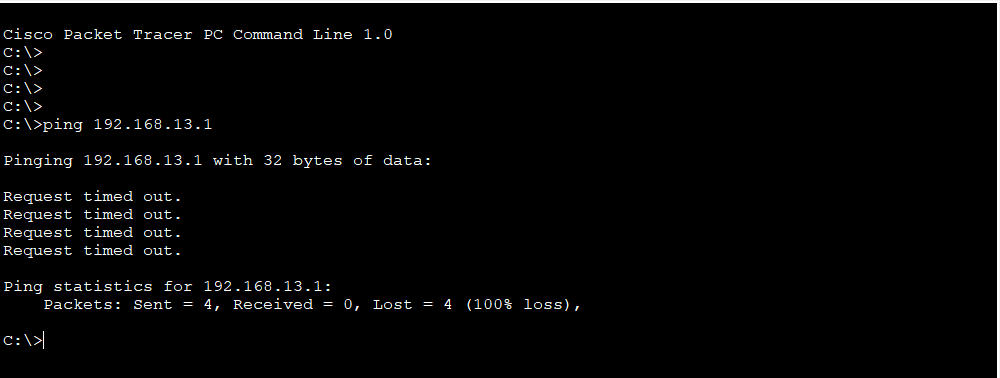 Cisco Packet Tracer PC Command Line 1.0
C:\>
C:\>
C:\>
C:\>
C:\>ping 192.168.13.1
Pinging 192.168.13.1 with 32 bytes of data:
Request timed out.
Request timed out.
Request timed out.
Request timed out.
Ping statistics for 192.168.13.1:
Packets: Sent = 4, Received = 0, Lost = 4 (100% loss),
C:\>